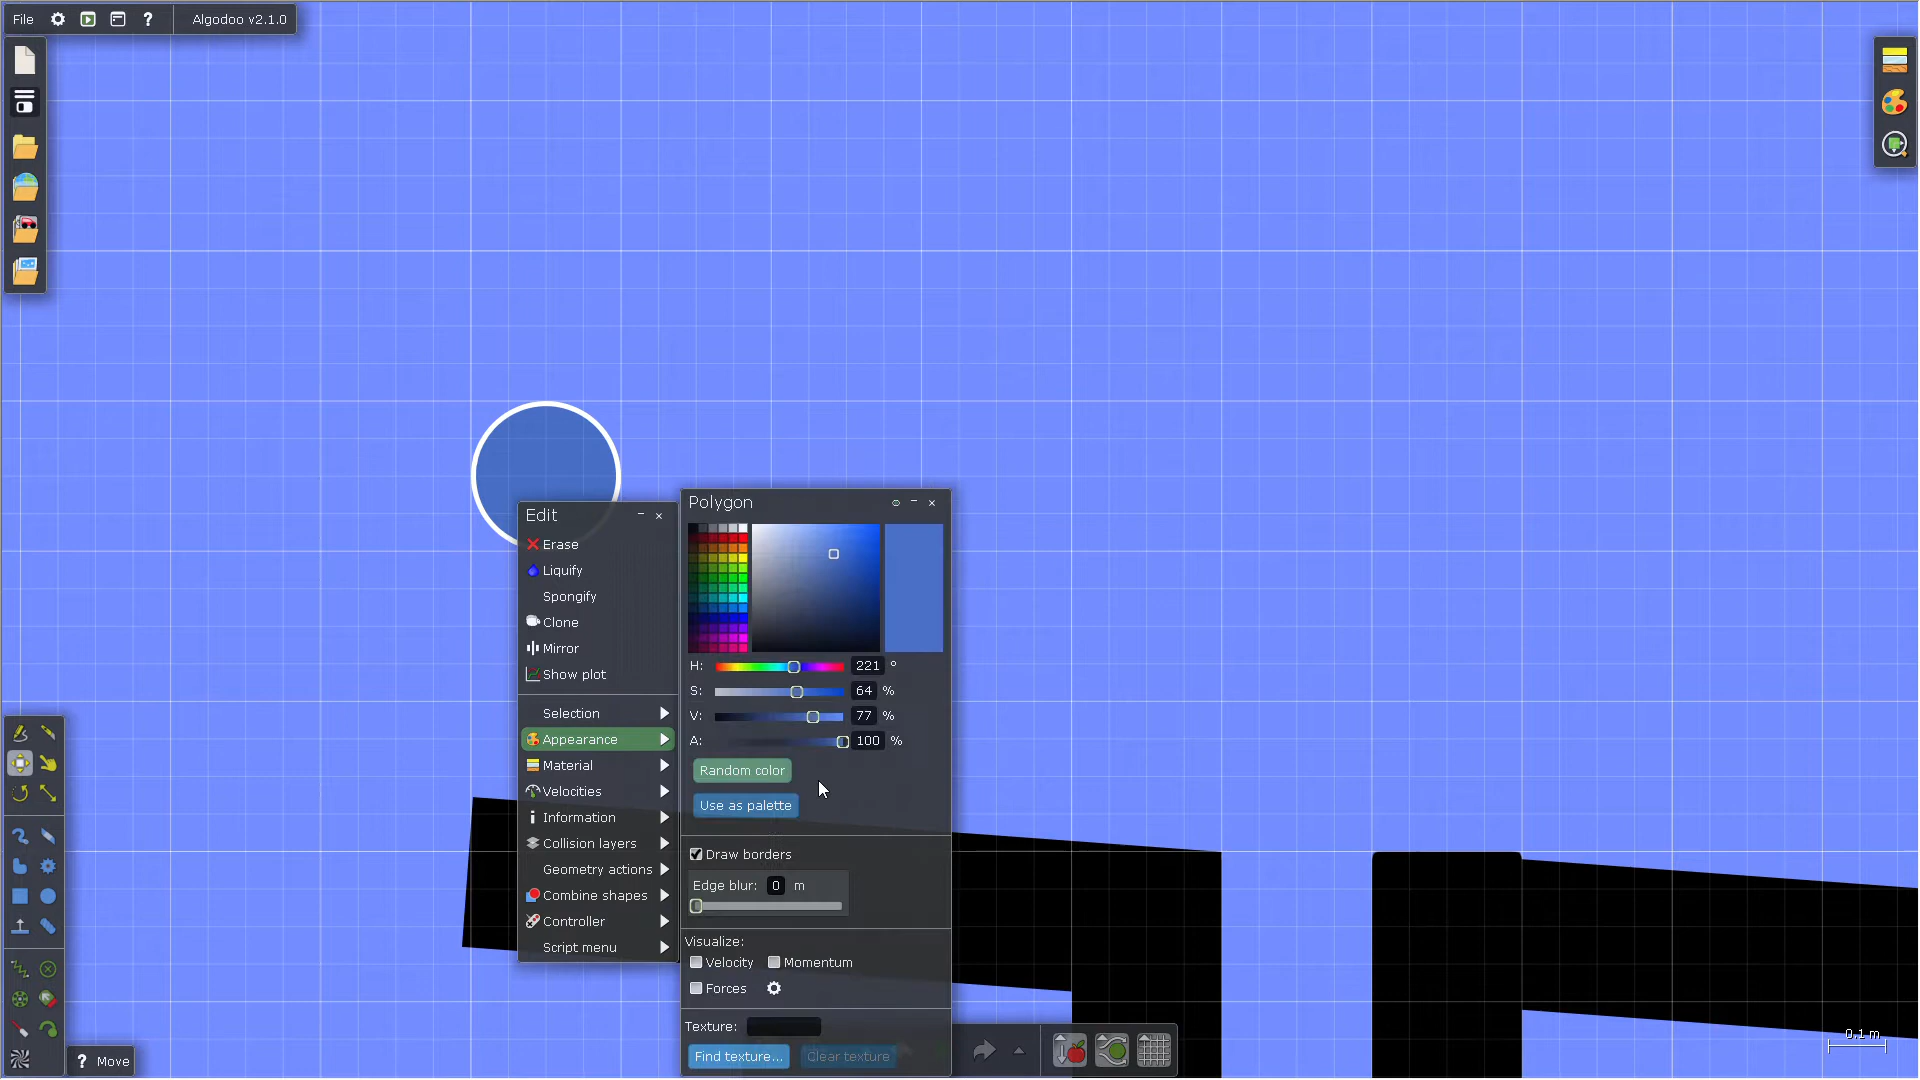 File ? Algodoo v2.1.0
Edit
Erase
Liquify
Spongify
Clone
Mirror
Show plot
Selection
Appearance
Material
Velocities
Information
Collision layers
Geometry actions
Combine shapes
Controller
Script menu
Polygon
H: 221 °
S: 64 %
V: 77 %
A: 100 %
Random color
Use as palette
Draw borders
Edge blur: 0 m
Visualize:
Velocity Momentum
Forces
Texture:
Find texture... Clear texture
? Move
0.1 m